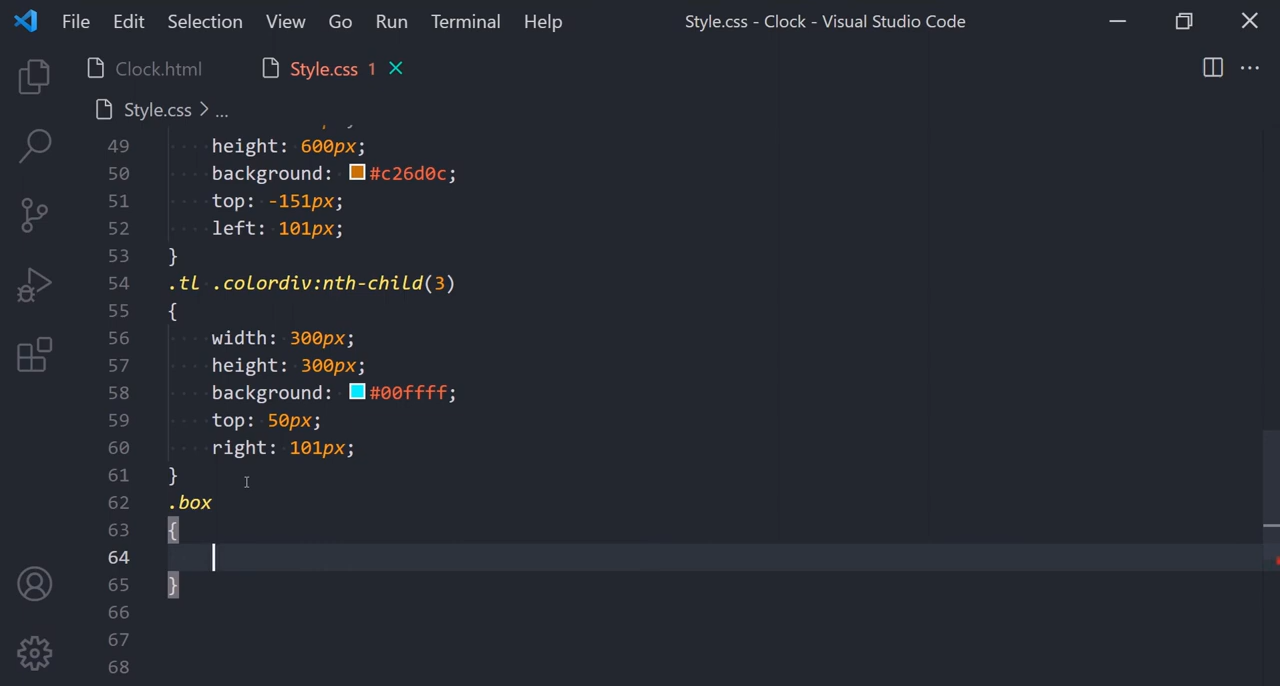 File Edit Selection View Go Run Terminal Help Style.css - Clock - Visual Studio Code
Clock.html Style.css 1
Style.css > ...
49 height: 600px;
50 background: #c26d0c;
51 top: -151px;
52 left: 101px;
53 }
54 .tl .colordiv:nth-child(3)
55 {
56 width: 300px;
57 height: 300px;
58 background: #00ffff;
59 top: 50px;
60 right: 101px;
61 }
62 .box
63 {
64
65 }
66
67
68